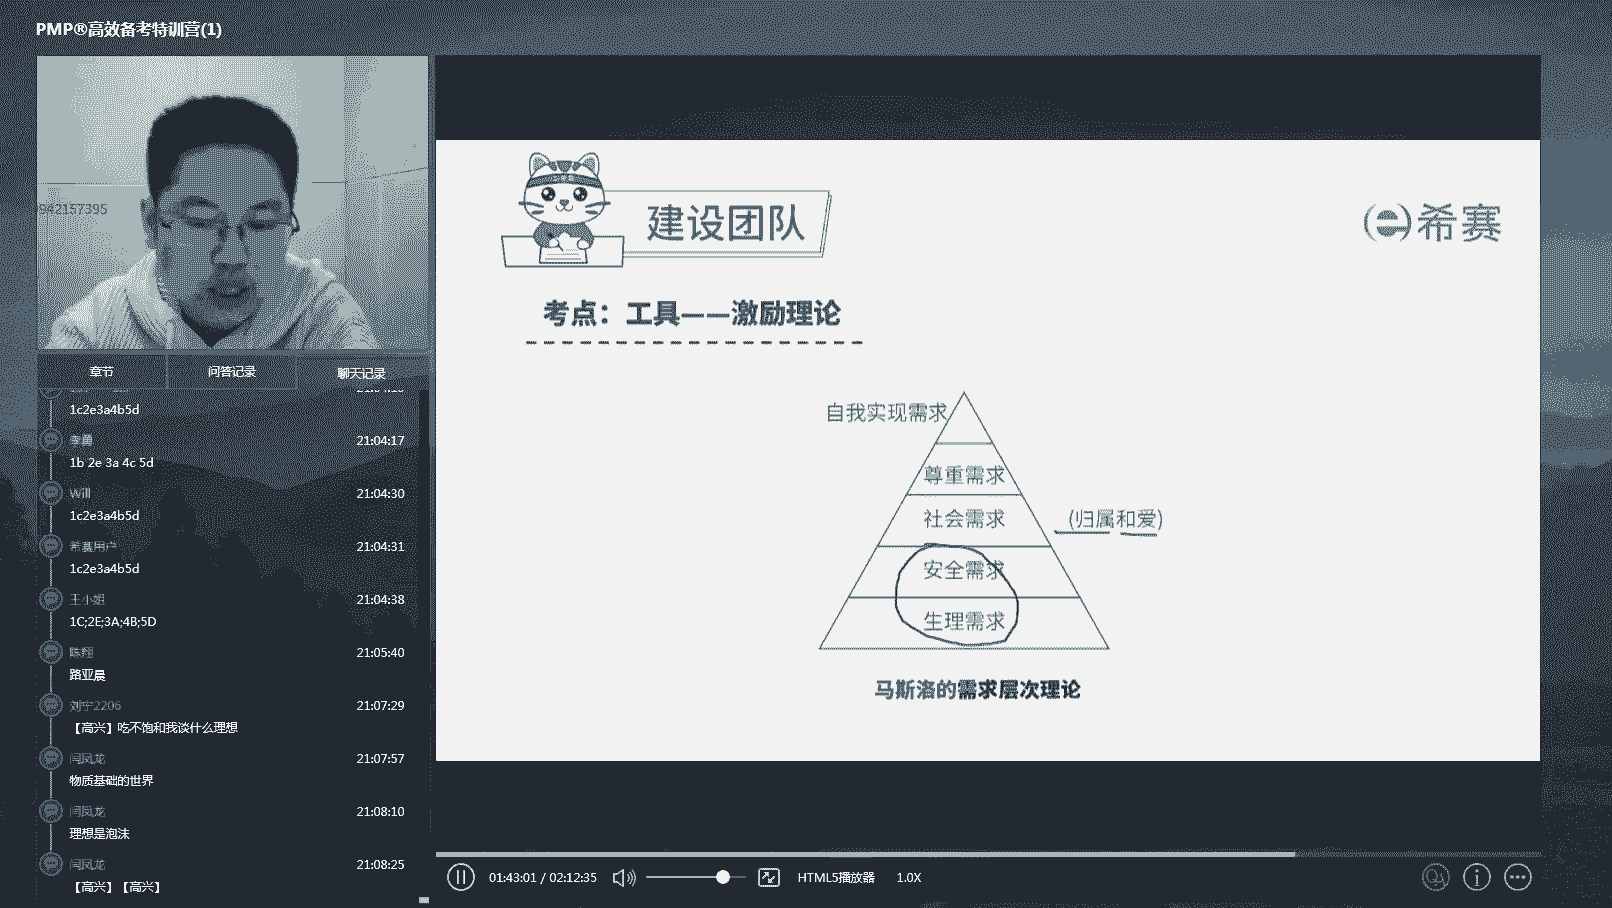 PMP®高效备考特训营(1)
942157395
章节
问答记录
聊天记录
1c2e3a4b5d
李勇
21:04:17
1b 2e 3a 4c 5d
Will
21:04:30
1c2e3a4b5d
希赛用户
21:04:31
1c2e3a4b5d
王小姐
21:04:38
1C;2E;3A;4B;5D
陈翔
21:05:40
路亚晨
刘宁2206
21:07:29
【高兴】吃不饱和我谈什么理想
闫凤龙
21:07:57
物质基础的世界
闫凤龙
21:08:10
理想是泡沫
闫凤龙
21:08:25
【高兴】【高兴】
建设团队
希赛
考点：工具——激励理论
自我实现需求
尊重需求
社会需求 (归属和爱)
安全需求
生理需求
马斯洛的需求层次理论
01:43:01 / 02:12:35
HTML5播放器
1.0X